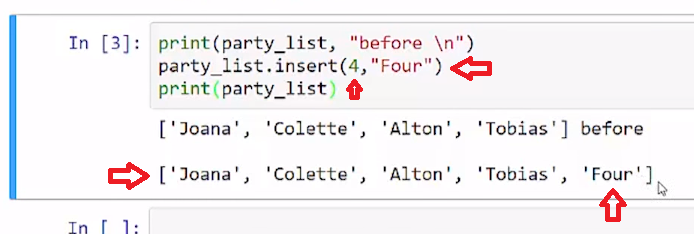 In [3]: print(party_list, "before \n")
party_list.insert(4,"Four")
print(party_list)
['Joana', 'Colette', 'Alton', 'Tobias'] before
['Joana', 'Colette', 'Alton', 'Tobias', 'Four']
In [ ]: